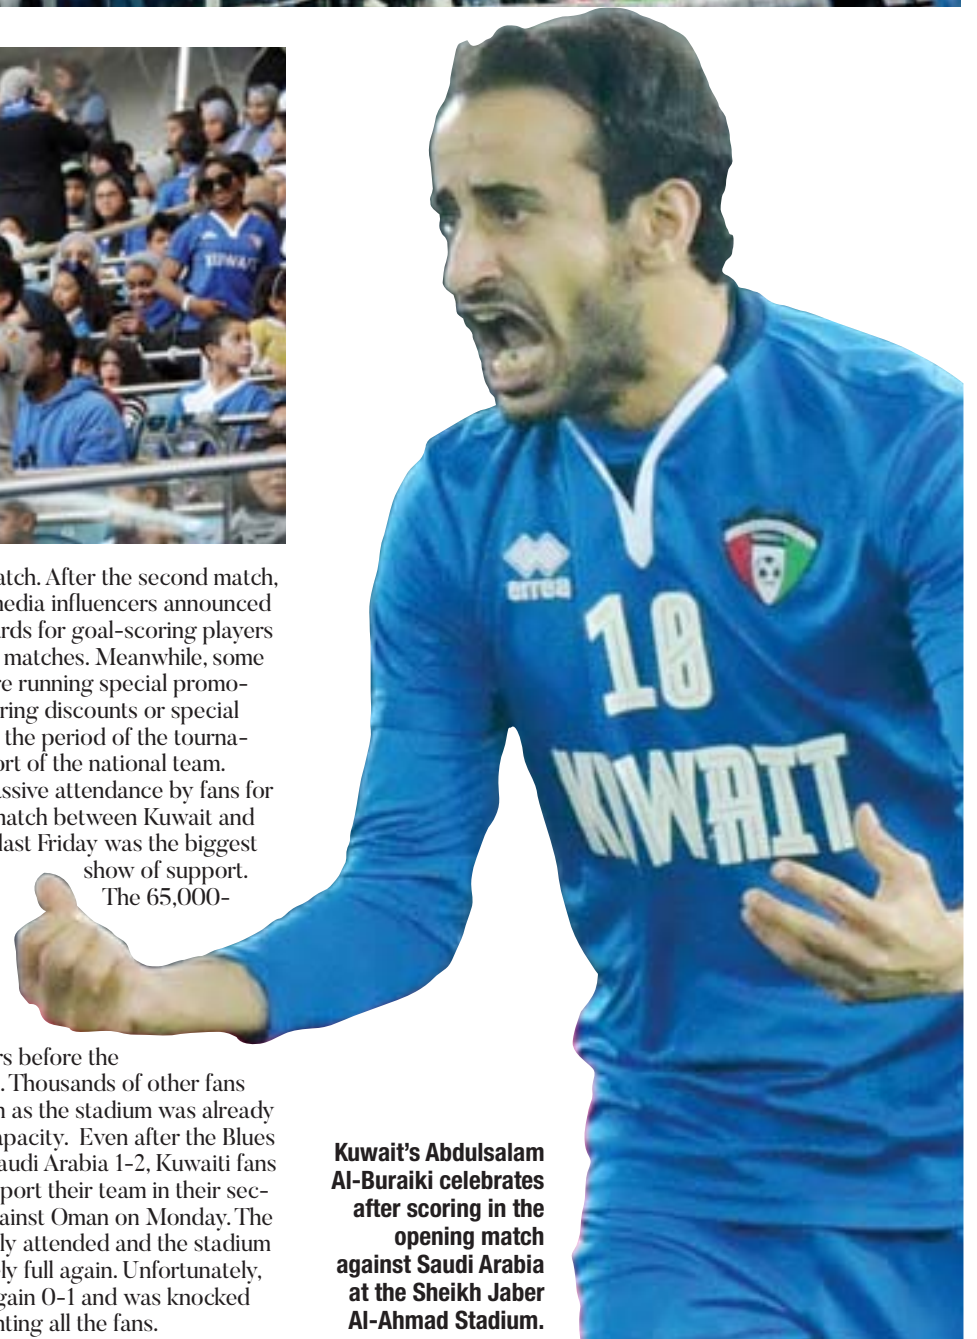 KUWAIT
atch. After the second match,
nedia influencers announced
rds for goal-scoring players
matches. Meanwhile, some
e running special promo-
ring discounts or special
the period of the tourna-
ort of the national team.
assive attendance by fans for
natch between Kuwait and
last Friday was the biggest
show of support.
The 65,000-
rs before the
. Thousands of other fans
n as the stadium was already
apacity. Even after the Blues
audi Arabia 1-2, Kuwaiti fans
port their team in their sec-
ainst Oman on Monday. The
ly attended and the stadium
ely full again. Unfortunately,
gain 0-1 and was knocked
nting all the fans.
errea
10
KUWAIT
Kuwait's Abdulsalam
Al-Buraiki celebrates
after scoring in the
opening match
against Saudi Arabia
at the Sheikh Jaber
Al-Ahmad Stadium.